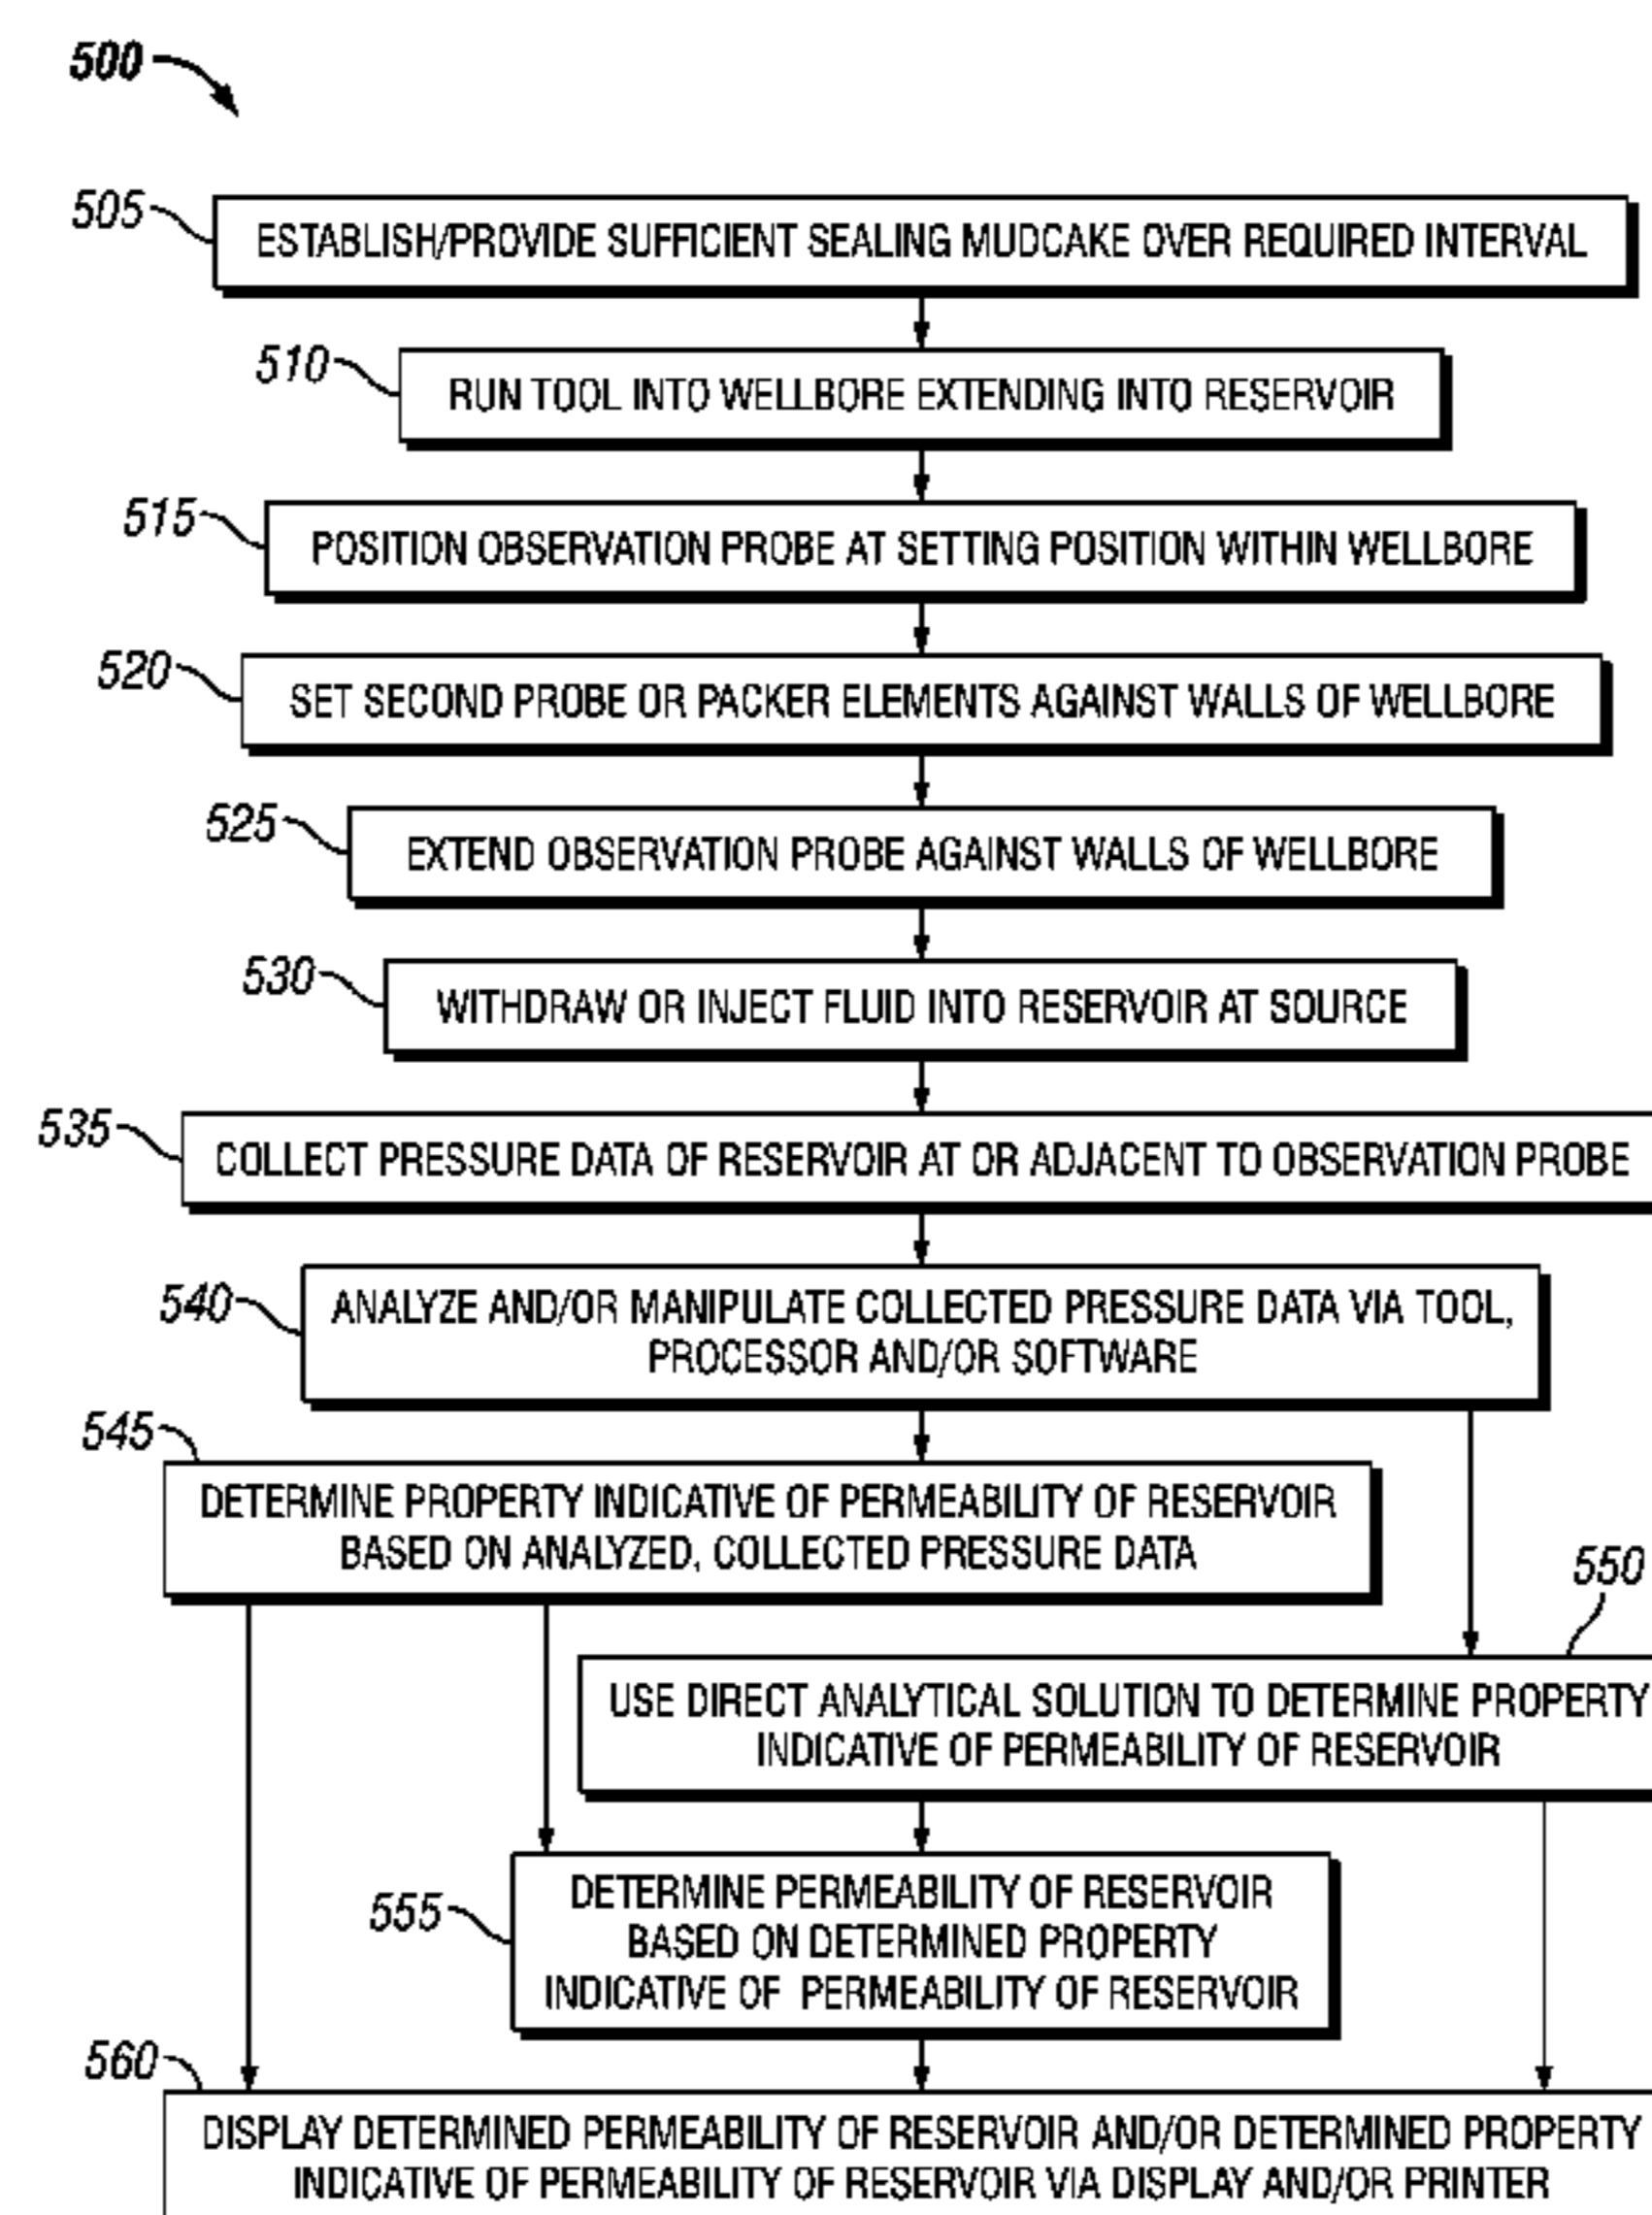 500
505
ESTABLISH/PROVIDE SUFFICIENT SEALING MUDCAKE OVER REQUIRED INTERVAL
510
RUN TOOL INTO WELLBORE EXTENDING INTO RESERVOIR
515
POSITION OBSERVATION PROBE AT SETTING POSITION WITHIN WELLBORE
520
SET SECOND PROBE OR PACKER ELEMENTS AGAINST WALLS OF WELLBORE
525
EXTEND OBSERVATION PROBE AGAINST WALLS OF WELLBORE
530
WITHDRAW OR INJECT FLUID INTO RESERVOIR AT SOURCE
535
COLLECT PRESSURE DATA OF RESERVOIR AT OR ADJACENT TO OBSERVATION PROBE
540
ANALYZE AND/OR MANIPULATE COLLECTED PRESSURE DATA VIA TOOL,
PROCESSOR AND/OR SOFTWARE
545
DETERMINE PROPERTY INDICATIVE OF PERMEABILITY OF RESERVOIR
BASED ON ANALYZED, COLLECTED PRESSURE DATA
550
USE DIRECT ANALYTICAL SOLUTION TO DETERMINE PROPERTY
INDICATIVE OF PERMEABILITY OF RESERVOIR
555
DETERMINE PERMEABILITY OF RESERVOIR
BASED ON DETERMINED PROPERTY
INDICATIVE OF PERMEABILITY OF RESERVOIR
560
DISPLAY DETERMINED PERMEABILITY OF RESERVOIR AND/OR DETERMINED PROPERTY
INDICATIVE OF PERMEABILITY OF RESERVOIR VIA DISPLAY AND/OR PRINTER